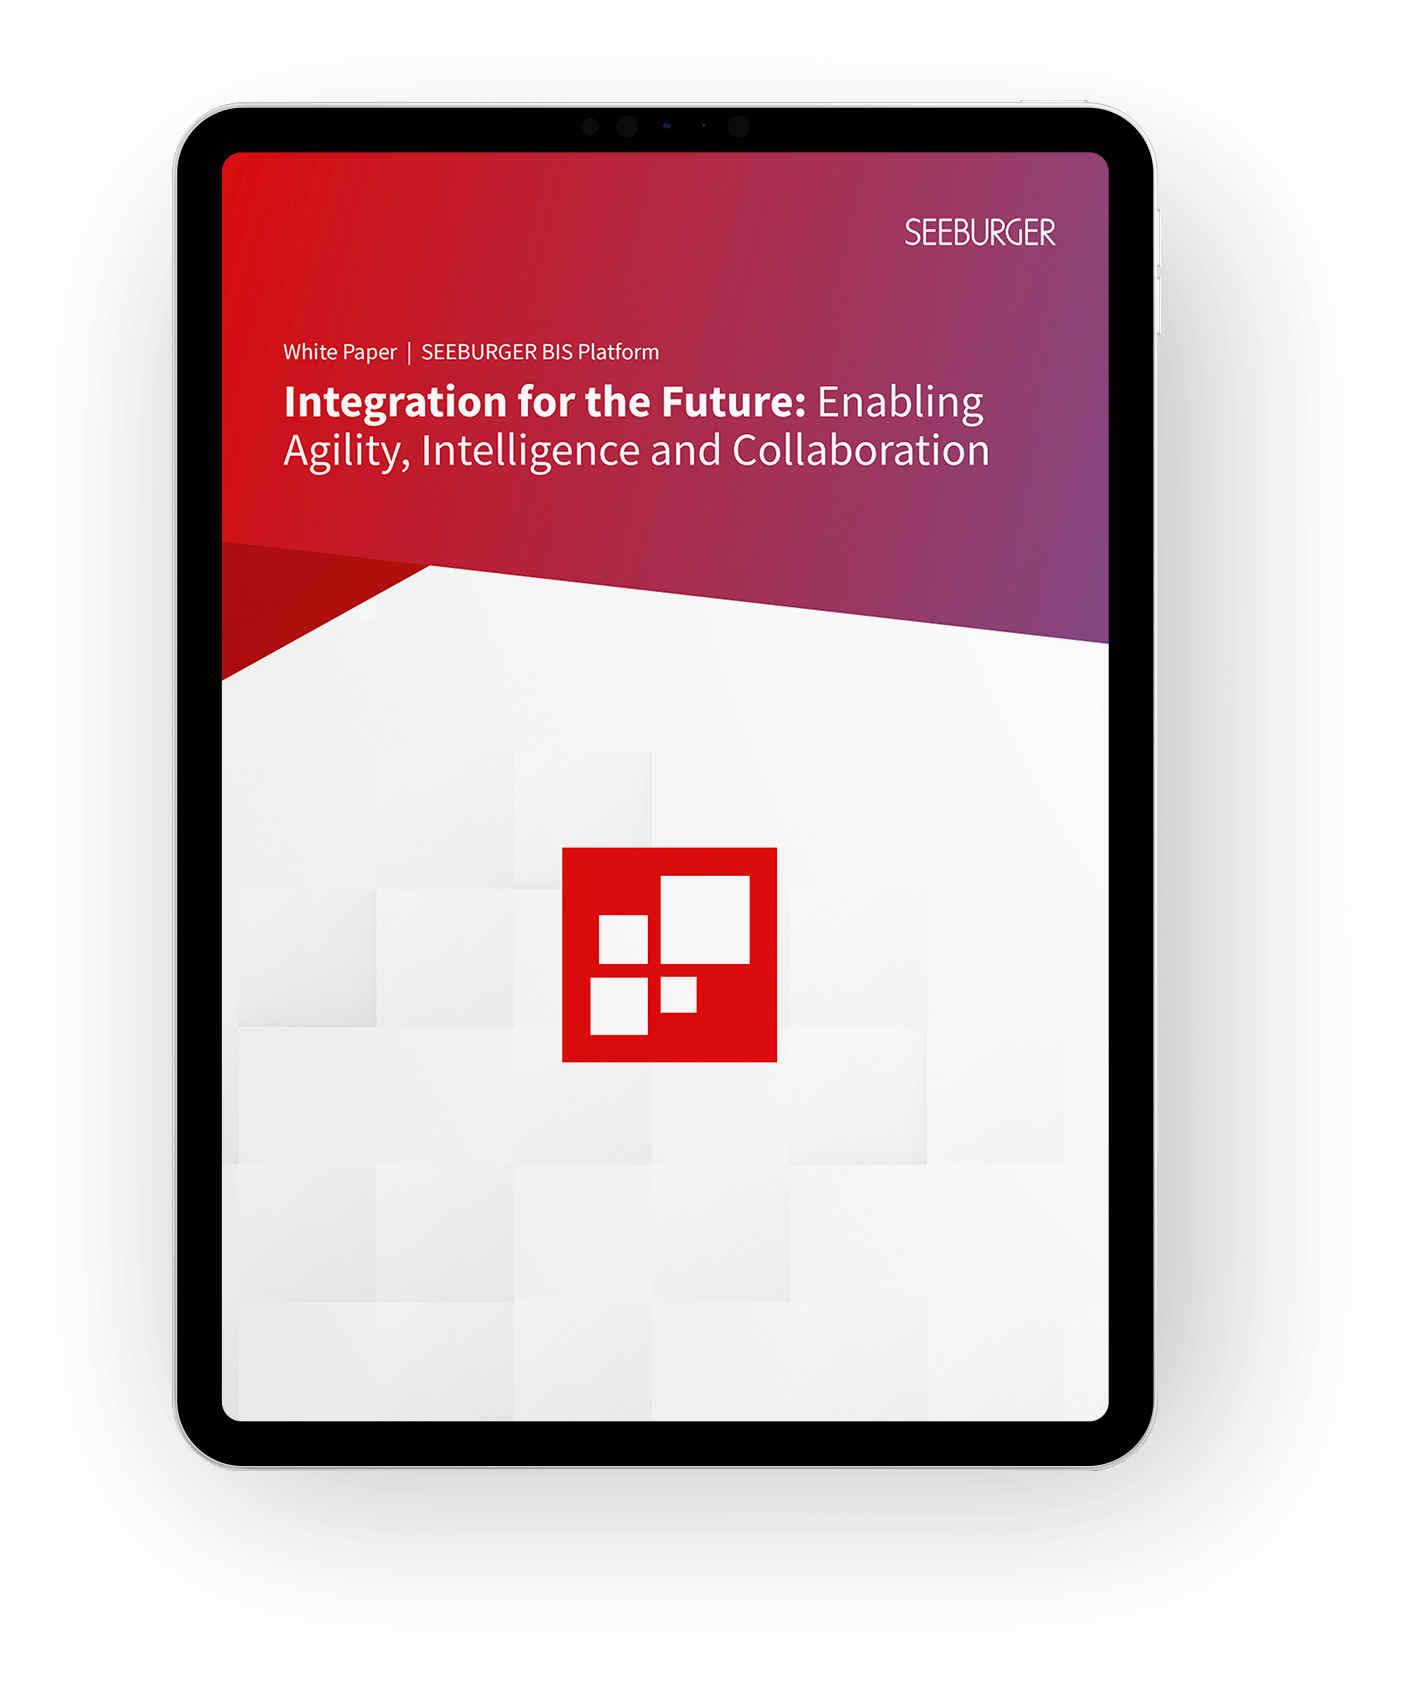 SEEBURGER
White Paper | SEEBURGER BIS Platform
Integration for the Future: Enabling
Agility, Intelligence and Collaboration